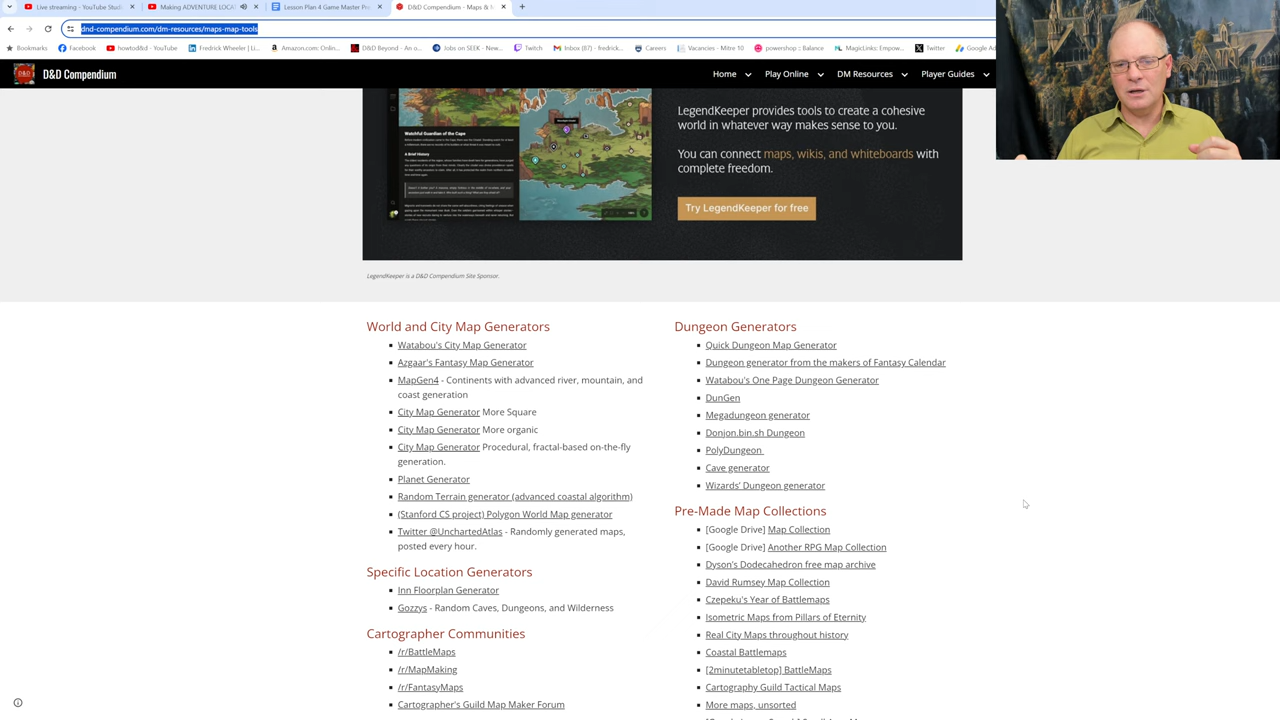 Live streaming - YouTube Stud
Making ADVENTURE LOCA
Lesson Plan 4 Game Master Pr
D&D Compendium - Maps & M
dnd-compendium.com/dm-resources/maps-map-tools
Bookmarks
Facebook
howtodd - YouTube
Fredrick Wheeler | Li...
Amazon.com: Onlin...
D&D Beyond - An o...
Jobs on SEEK - New...
Twitch
Inbox (87) - fredrick...
Careers
Vacancies - Mitre 10
powershop :: Balance
MagicLinks: Empow...
Twitter
Google Ad
D&D Compendium
Home
Play Online
DM Resources
Player Guides
Watchful Guardian of the Cape
A Brief History
LegendKeeper provides tools to create a cohesive
world in whatever way makes sense to you.
You can connect maps, wikis, and whiteboards with
complete freedom.
Try LegendKeeper for free
LegendKeeper is a D&D Compendium Site Sponsor.
World and City Map Generators
Watabou's City Map Generator
Azgaar's Fantasy Map Generator
MapGen4 - Continents with advanced river, mountain, and
coast generation
City Map Generator More Square
City Map Generator More organic
City Map Generator Procedural, fractal-based on-the-fly
generation.
Planet Generator
Random Terrain generator (advanced coastal algorithm)
(Stanford CS project) Polygon World Map generator
Twitter @UnchartedAtlas - Randomly generated maps,
posted every hour.
Specific Location Generators
Inn Floorplan Generator
Gozzys - Random Caves, Dungeons, and Wilderness
Cartographer Communities
/r/BattleMaps
/r/MapMaking
/r/FantasyMaps
Cartographer's Guild Map Maker Forum
Dungeon Generators
Quick Dungeon Map Generator
Dungeon generator from the makers of Fantasy Calendar
Watabou's One Page Dungeon Generator
DunGen
Megadungeon generator
Donjon.bin.sh Dungeon
PolyDungeon
Cave generator
Wizards' Dungeon generator
Pre-Made Map Collections
[Google Drive] Map Collection
[Google Drive] Another RPG Map Collection
Dyson's Dodecahedron free map archive
David Rumsey Map Collection
Czepeku's Year of Battlemaps
Isometric Maps from Pillars of Eternity
Real City Maps throughout history
Coastal Battlemaps
[2minutetabletop] BattleMaps
Cartography Guild Tactical Maps
More maps, unsorted